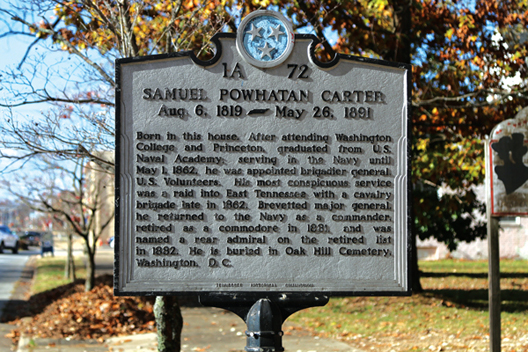 1A 72
SAMUEL POWHATAN CARTER
Aug. 6, 1819 — May 26, 1891
Born in this house. After attending Washington
College and Princeton, graduated from U.S.
Naval Academy; serving in the Navy until
May 1, 1862, he was appointed brigadier general,
U.S. Volunteers. His most conspicuous service
was a raid into East Tennessee with a cavalry
brigade late in 1862. Brevetted major general,
he returned to the Navy as a commander,
retired as a commodore in 1881, and was
named a rear admiral on the retired list
in 1882. He is buried in Oak Hill Cemetery,
Washington, D. C.
TENNESSEE HISTORICAL COMMISSION